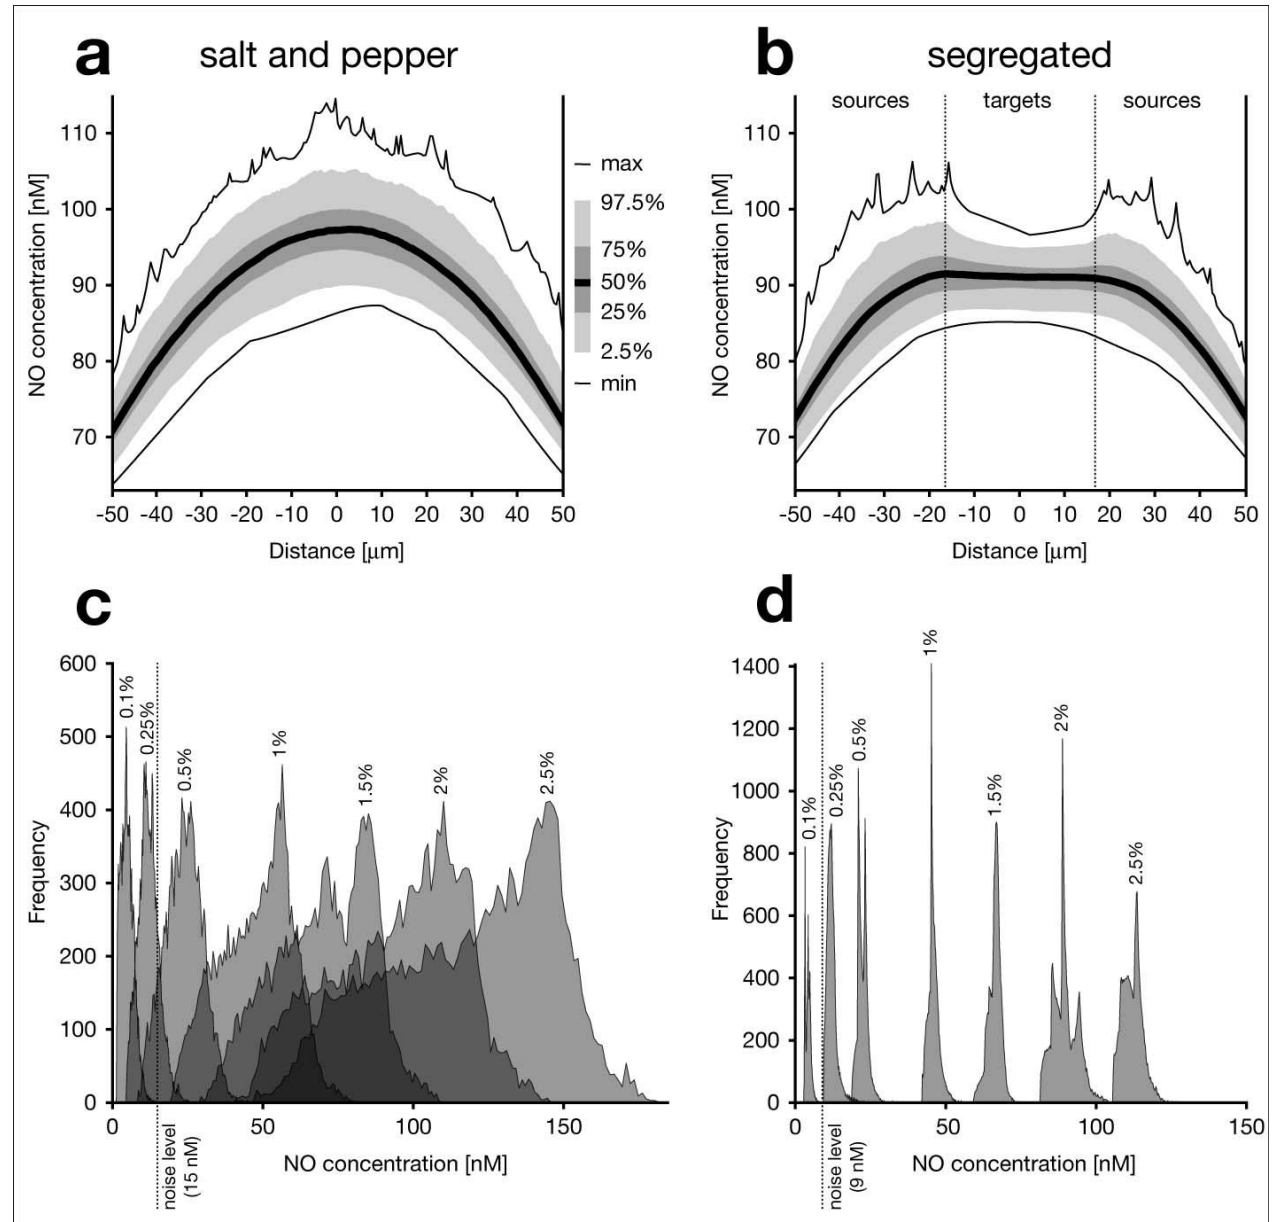 a
salt and pepper
110
100
90
80
70
NO concentration [nM]
-50 -40 -30 -20 -10 0 10 20 30 40 50
Distance [μm]
max
97.5%
75%
50%
25%
2.5%
min
b
segregated
sources targets sources
110
100
90
80
70
NO concentration [nM]
-50 -40 -30 -20 -10 0 10 20 30 40 50
Distance [μm]
c
600
500
400
300
200
100
0
Frequency
0.1%
0.25%
0.5%
1%
1.5%
2%
2.5%
0 50 100 150
noise level
(15 nM)
NO concentration [nM]
d
1400
1200
1000
800
600
400
200
0
Frequency
0.1%
0.25%
0.5%
1%
1.5%
2%
2.5%
0 50 100 150
noise level
(9 nM)
NO concentration [nM]